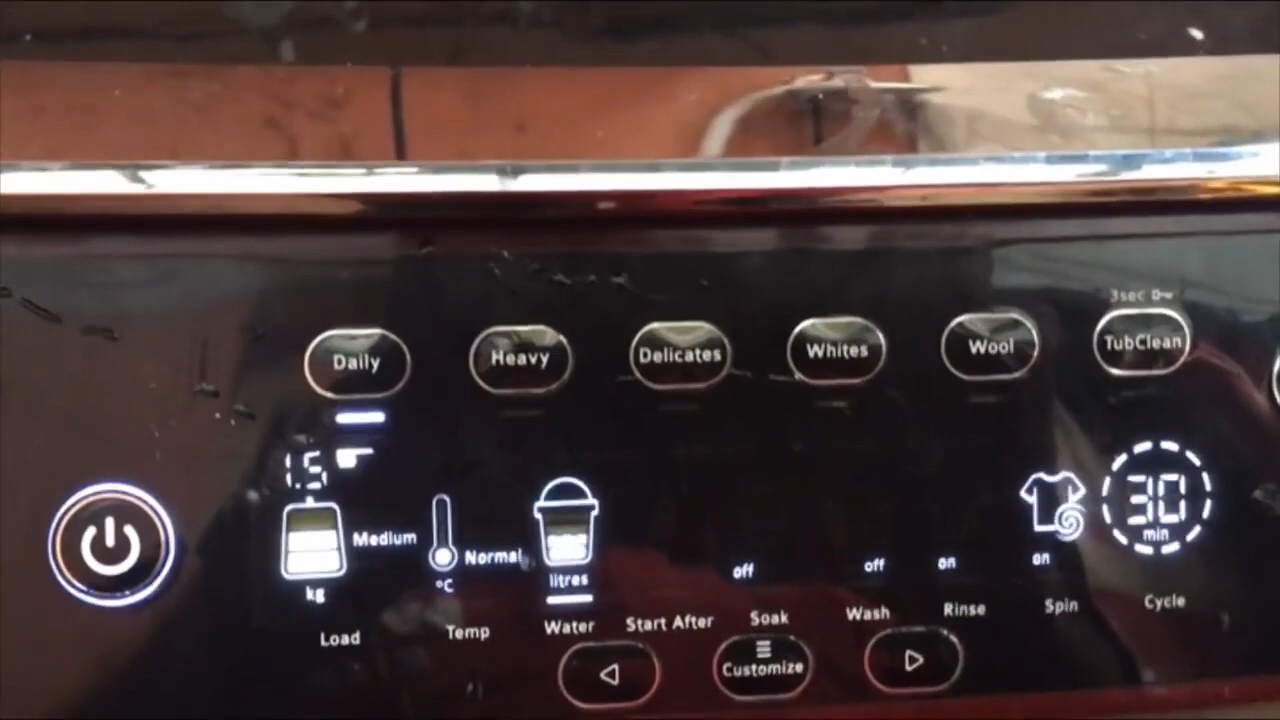 3sec
Daily Heavy Delicates Whites Wool TubClean
1.5
Medium Normal 30
min
kg °C litres off off on on
Load Temp Water Start After Soak Wash Rinse Spin Cycle
Customize